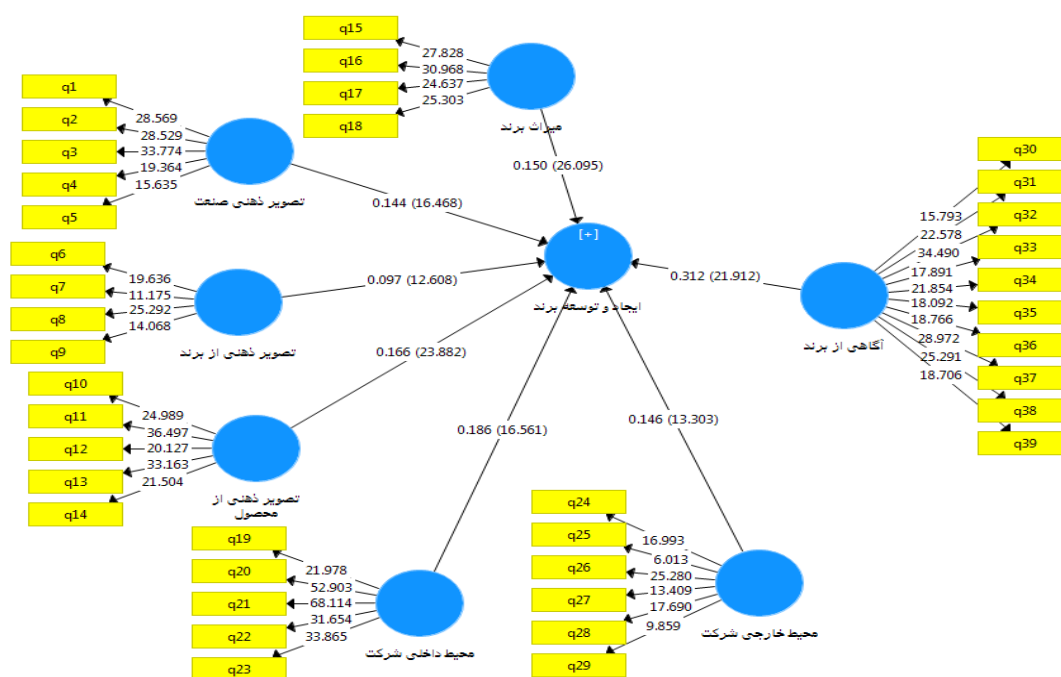 q15
q16
q17
q18
27.828
30.968
24.637
25.303
میراث برند
0.150 (26.095)
q1
q2
q3
q4
q5
28.569
28.529
33.774
19.364
15.635
تصویر ذهنی صنعت
0.144 (16.468)
q6
q7
q8
q9
19.636
11.175
25.292
14.068
تصویر ذهنی از برند
0.097 (12.608)
q10
q11
q12
q13
q14
24.989
36.497
20.127
33.163
21.504
تصویر ذهنی از
محصول
0.166 (23.882)
[+]
ایجاد و توسعه برند
0.312 (21.912)
آگاهی از برند
15.793
22.578
34.490
17.891
21.854
18.092
18.766
28.972
25.291
18.706
q30
q31
q32
q33
q34
q35
q36
q37
q38
q39
0.186 (16.561)
q19
q20
q21
q22
q23
21.978
52.903
68.114
31.654
33.865
محیط داخلی شرکت
0.146 (13.303)
q24
q25
q26
q27
q28
q29
16.993
6.013
25.280
13.409
17.690
9.859
محیط خارجی شرکت